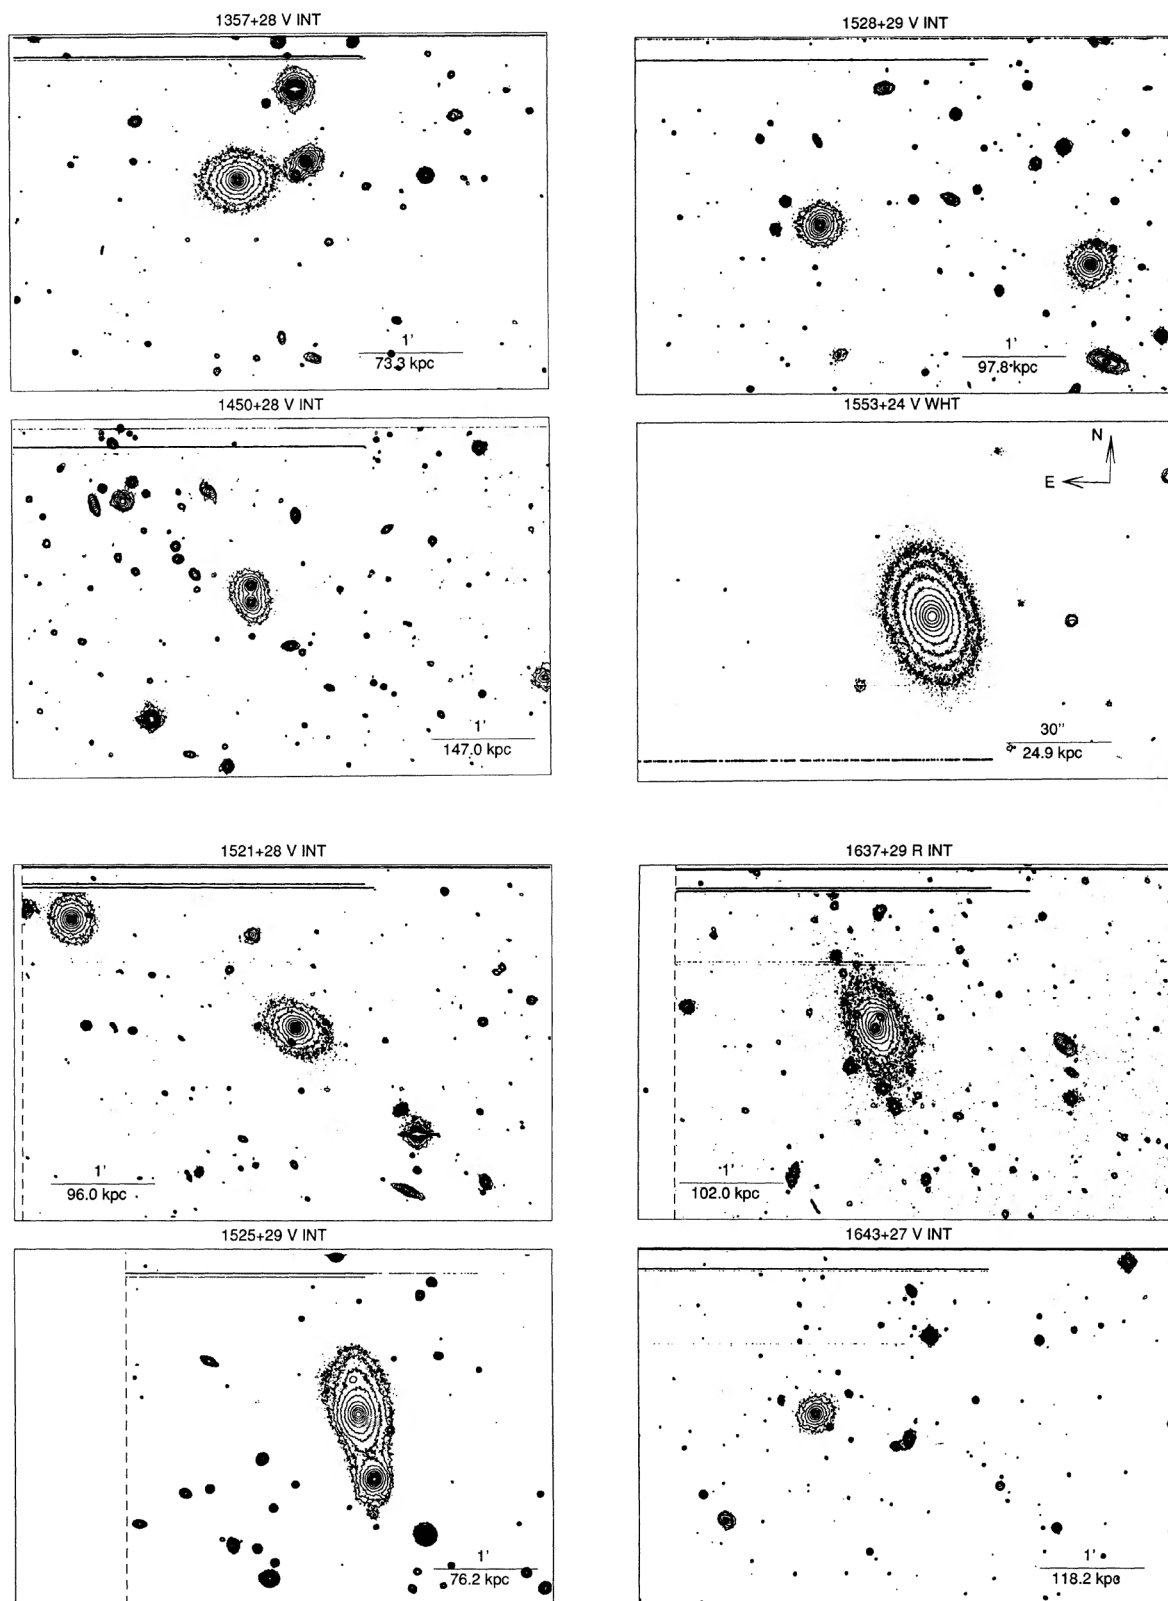 1357+28 V INT
1'
73.3 kpc
1528+29 V INT
1'
97.8 kpc
1450+28 V INT
1'
147.0 kpc
1553+24 V WHT
N
E
30''
24.9 kpc
1521+28 V INT
1'
96.0 kpc
1637+29 R INT
1'
102.0 kpc
1525+29 V INT
1'
76.2 kpc
1643+27 V INT
1'
118.2 kpc